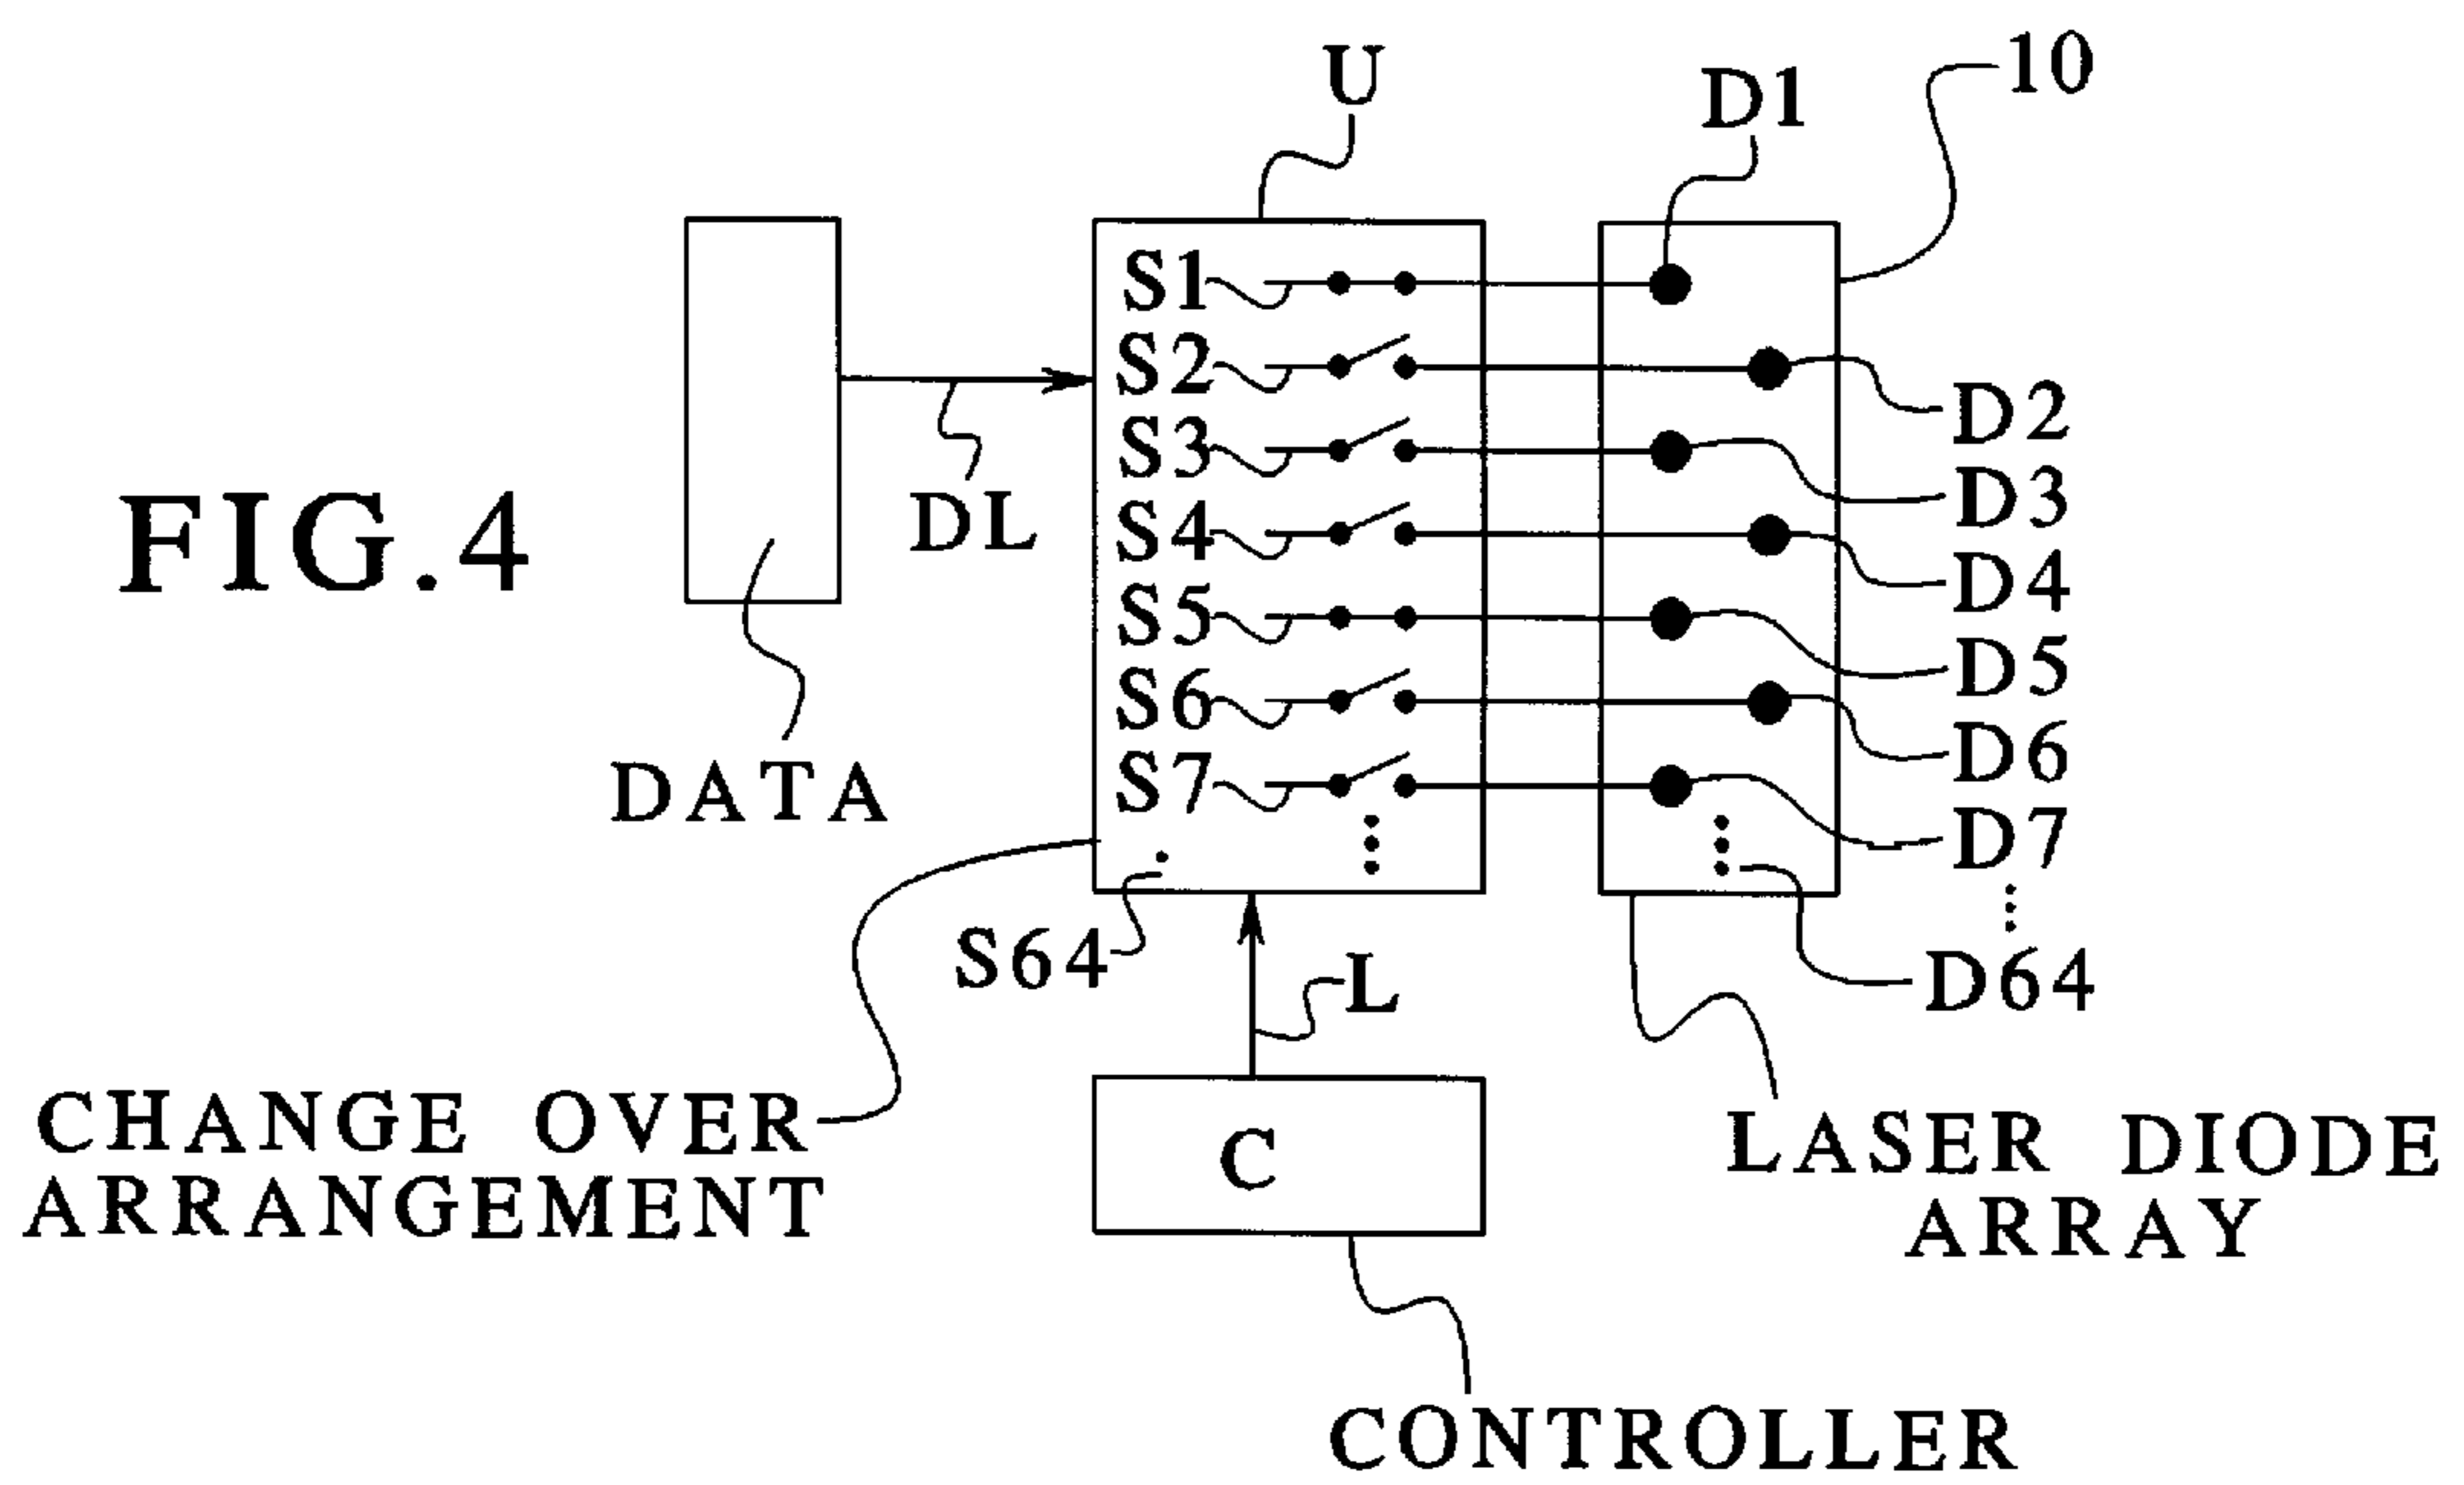 U
D1
10
S1
S2
D2
S3
D3
FIG.4
DL
S4
D4
S5
D5
S6
D6
DATA
S7
D7
S64
L
D64
CHANGE OVER
ARRANGEMENT
C
LASER DIODE
ARRAY
CONTROLLER